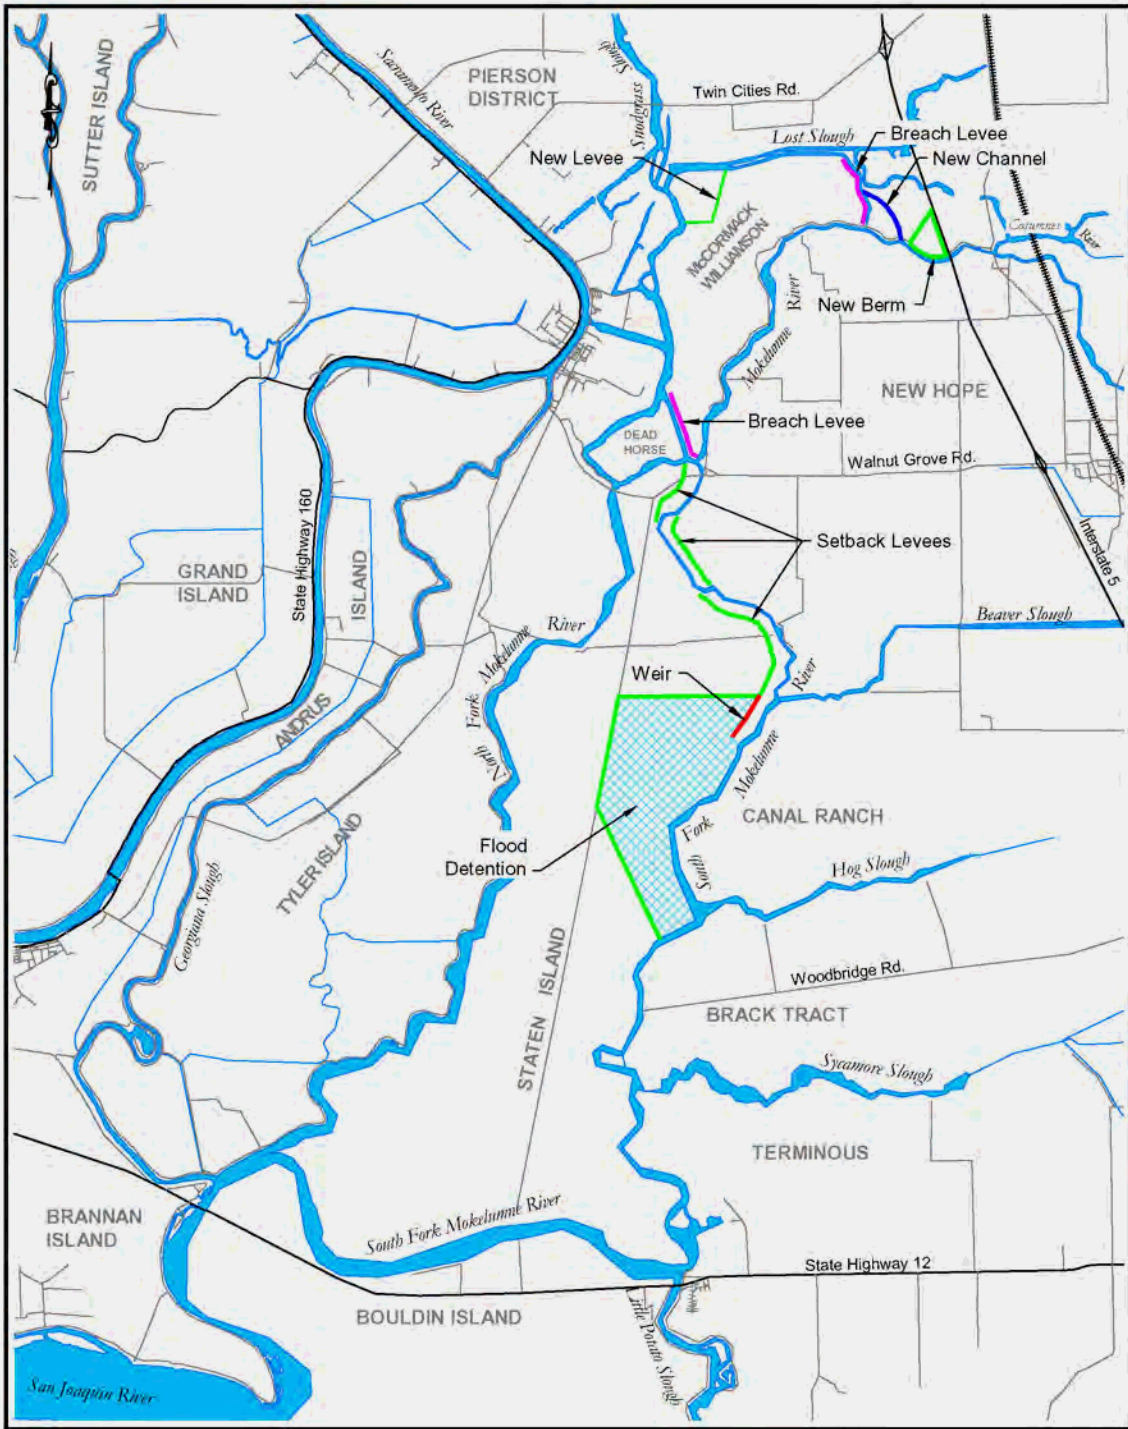 SUTTER ISLAND
Sacramento River
PIERSON
DISTRICT
Snodgrass
Slough
Twin Cities Rd.
Lost Slough
Breach Levee
New Levee
New Channel
McCORMACK
WILLIAMSON
Cosumnes
River
New Berm
Mokelumne
River
NEW HOPE
Breach Levee
DEAD
HORSE
Walnut Grove Rd.
State Highway 160
Setback Levees
Interstate 5
GRAND
ISLAND
ISLAND
ANDRUS
Beaver Slough
North Fork Mokelumne River
Weir
River
Mokelumne
Fork
South
CANAL RANCH
Flood
Detention
TYLER ISLAND
Georgiana Slough
Hog Slough
STATEN ISLAND
Woodbridge Rd.
BRACK TRACT
Sycamore Slough
TERMINOUS
BRANNAN
ISLAND
South Fork Mokelumne River
State Highway 12
BOULDIN ISLAND
Little Potato Slough
San Joaquin River